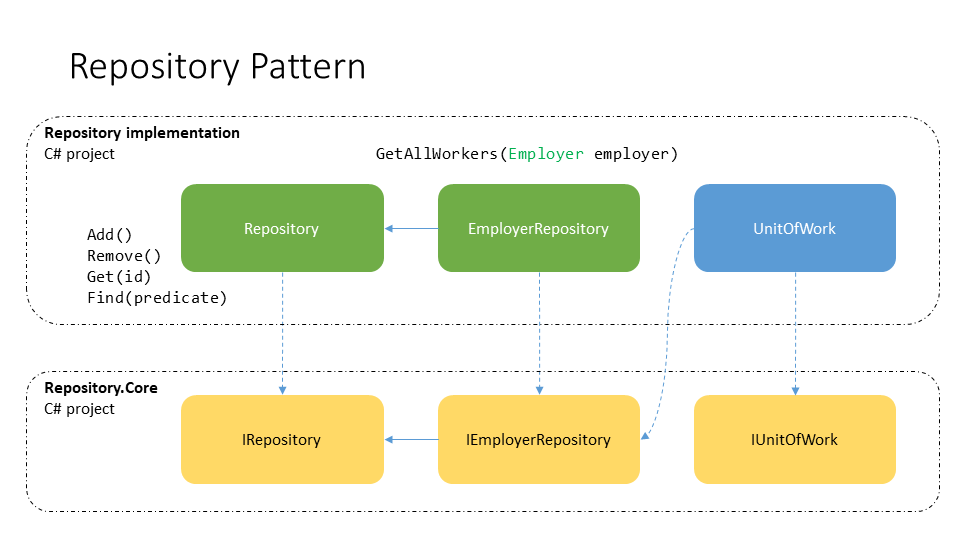 Repository Pattern
Repository implementation
C# project
GetAllWorkers(Employer employer)
Repository
EmployerRepository
UnitOfWork
Add()
Remove()
Get(id)
Find(predicate)
Repository.Core
C# project
IRepository
IEmployerRepository
IUnitOfWork